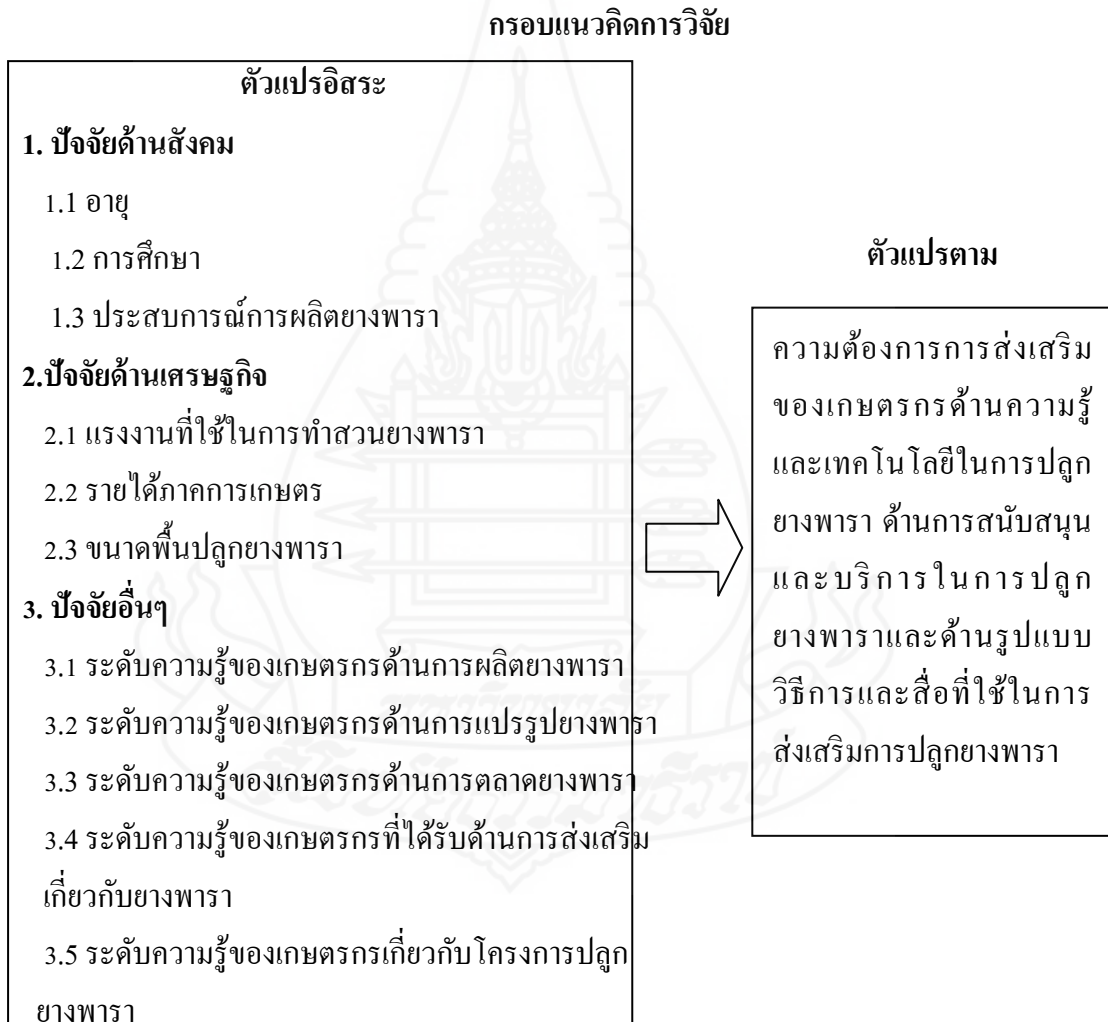 กรอบแนวคิดการวิจัย
ตัวแปรอิสระ
1. ปัจจัยด้านสังคม
1.1 อายุ
1.2 การศึกษา
1.3 ประสบการณ์การผลิตยางพารา
2.ปัจจัยด้านเศรษฐกิจ
2.1 แรงงานที่ใช้ในการทำสวนยางพารา
2.2 รายได้ภาคการเกษตร
2.3 ขนาดพื้นปลูกยางพารา
3. ปัจจัยอื่นๆ
3.1 ระดับความรู้ของเกษตรกรด้านการผลิตยางพารา
3.2 ระดับความรู้ของเกษตรกรด้านการแปรรูปยางพารา
3.3 ระดับความรู้ของเกษตรกรด้านการตลาดยางพารา
3.4 ระดับความรู้ของเกษตรกรที่ได้รับด้านการส่งเสริม
เกี่ยวกับยางพารา
3.5 ระดับความรู้ของเกษตรกรเกี่ยวกับโครงการปลูก
ยางพารา
ตัวแปรตาม
ความต้องการการส่งเสริม
ของเกษตรกรด้านความรู้
และเทคโนโลยีในการปลูก
ยางพารา ด้านการสนับสนุน
และบริการในการปลูก
ยางพาราและด้านรูปแบบ
วิธีการและสื่อที่ใช้ในการ
ส่งเสริมการปลูกยางพารา